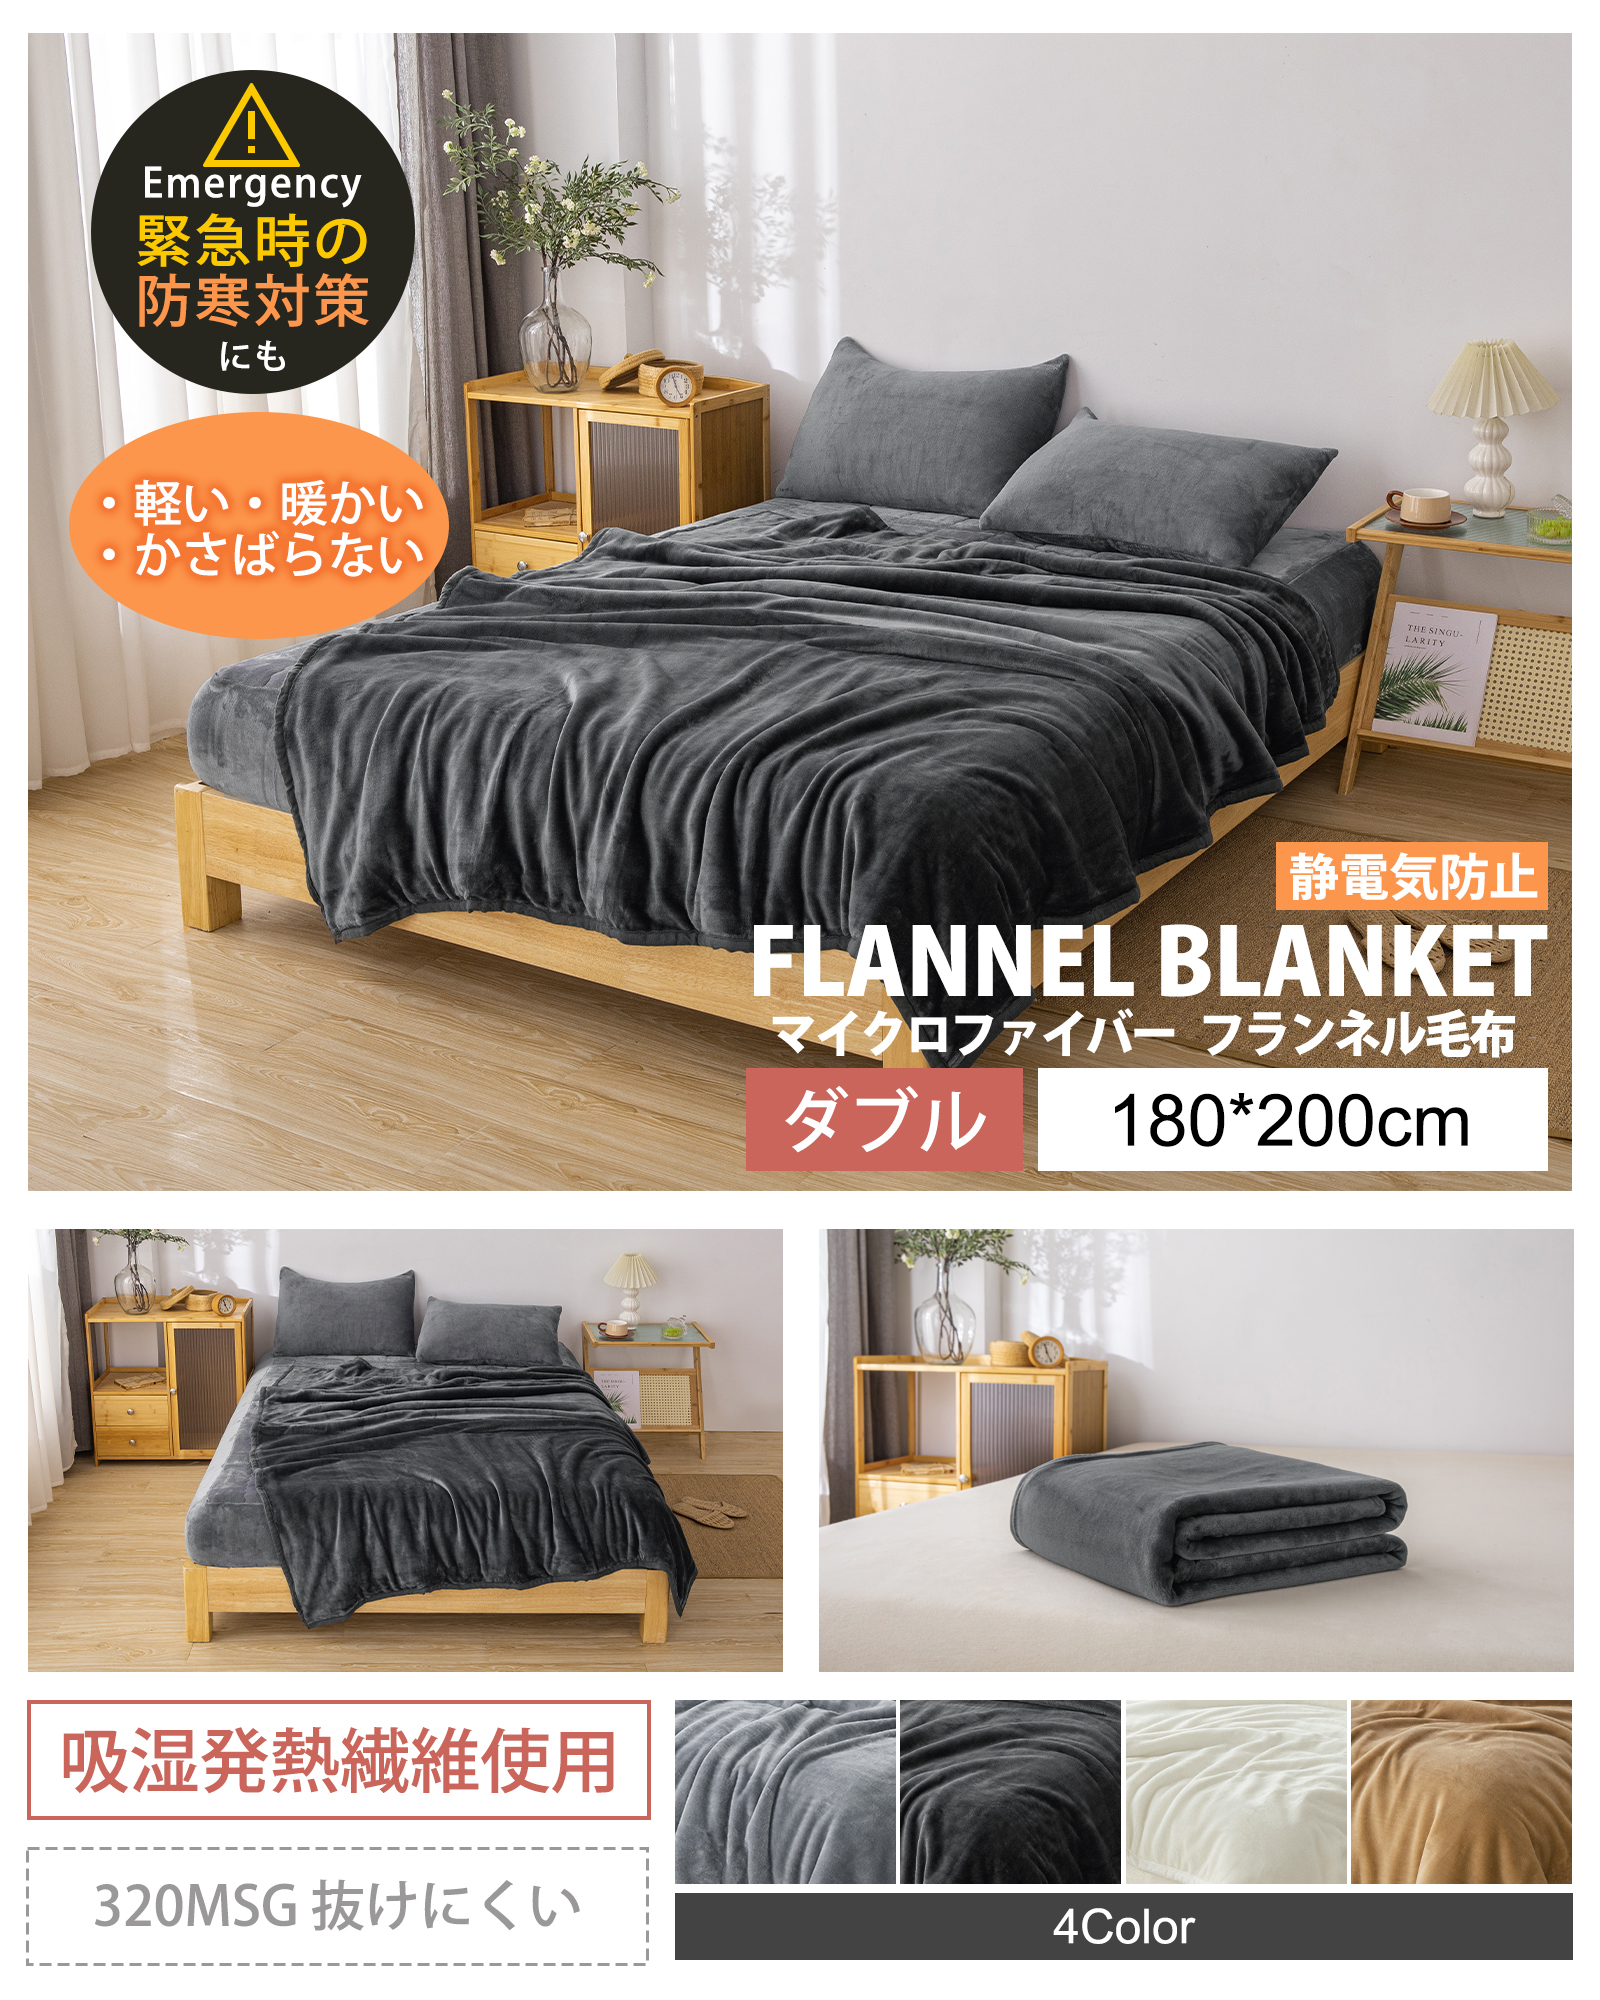 Emergency
緊急時の
防寒対策
にも
・軽い・暖かい
・かさばらない
THE SINGU-
LARITY
静電気防止
FLANNEL BLANKET
マイクロファイバー フランネル毛布
ダブル
180*200cm
吸湿発熱繊維使用
320MSG 抜けにくい
4Color